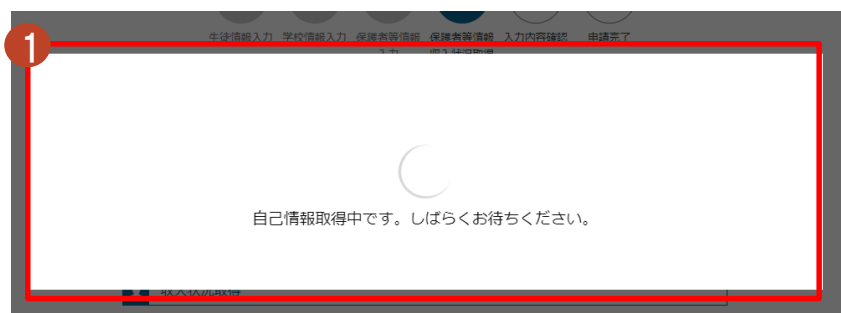 1
生徒情報入力 学校情報入力 保護者等情報 保護者等情報 入力内容確認 申請完了
入力 収入状況取得
自己情報取得中です。しばらくお待ちください。
収入状況取得